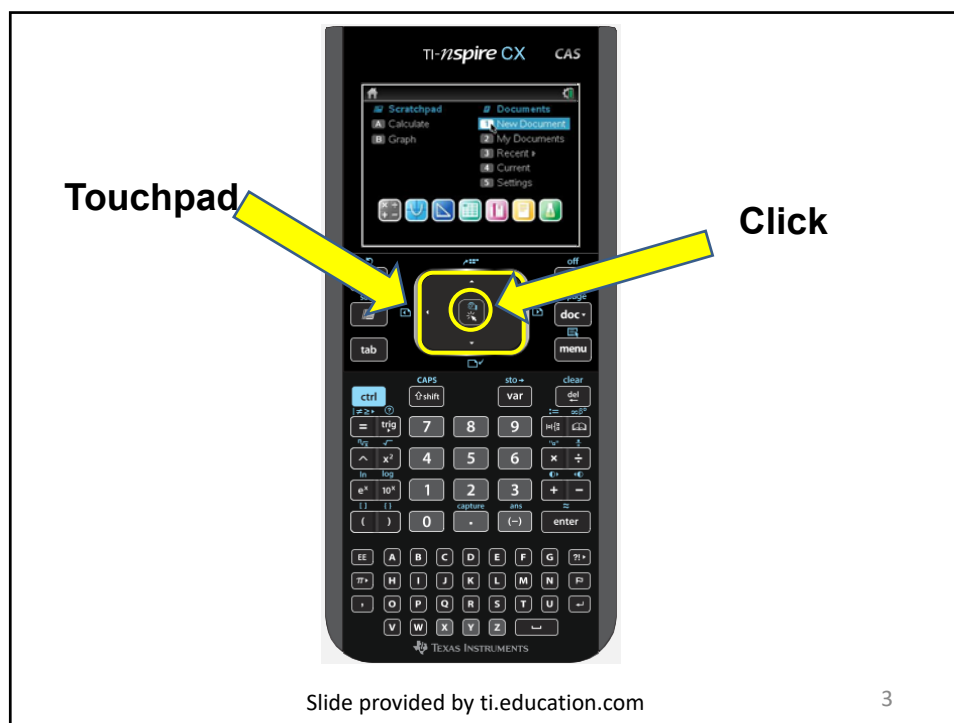 TI-nspire CX CAS
Scratchpad
A Calculate
B Graph
Documents
1 New Document
2 My Documents
3 Recent
4 Current
5 Settings
Touchpad
Click
off
page
doc
tab
menu
CAPS
sto→
clear
ctrl
⇧shift
var
del
= trig 7 8 9
^ x² 4 5 6 × ÷
ln log
eˣ 10ˣ 1 2 3 + −
[ ] { } capture ans ≈
( ) 0 . (−) enter
EE A B C D E F G ?!▸
π▸ H I J K L M N
, O P Q R S T U ↵
V W X Y Z
TEXAS INSTRUMENTS
Slide provided by ti.education.com
3